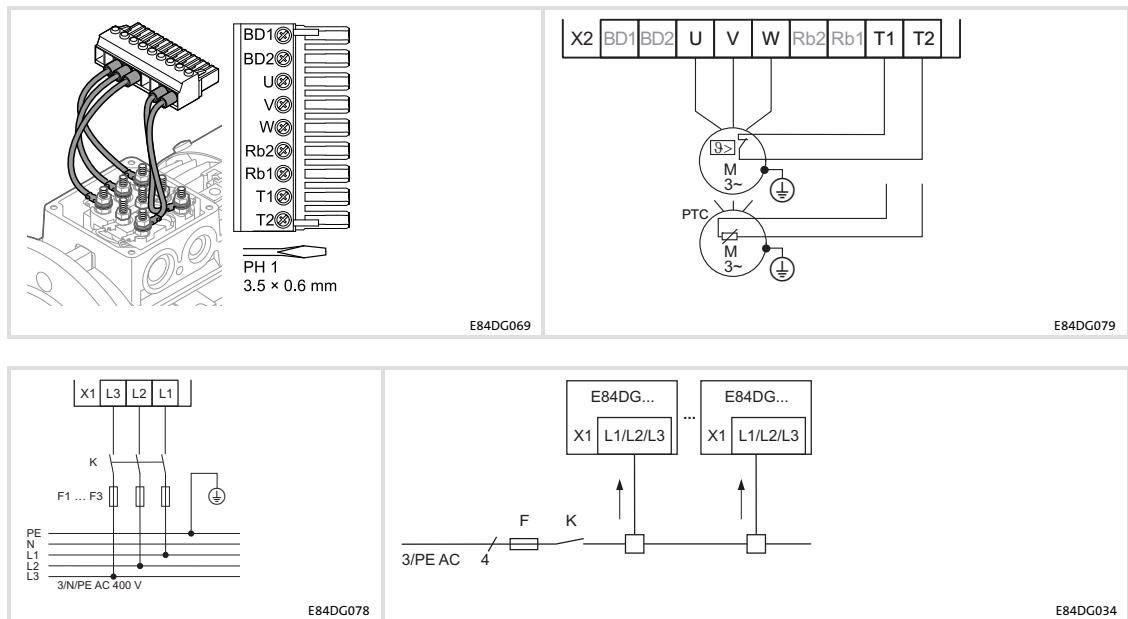 BD1
BD2
U
V
W
Rb2
Rb1
T1
T2
PH 1
3.5 × 0.6 mm
E84DG069
X2 BD1 BD2 U V W Rb2 Rb1 T1 T2
ϑ>
M
3~
PTC
M
3~
E84DG079
X1 L3 L2 L1
K
F1 ... F3
PE
N
L1
L2
L3
3/N/PE AC 400 V
E84DG078
E84DG... ... E84DG...
X1 L1/L2/L3 X1 L1/L2/L3
F K
3/PE AC 4
E84DG034